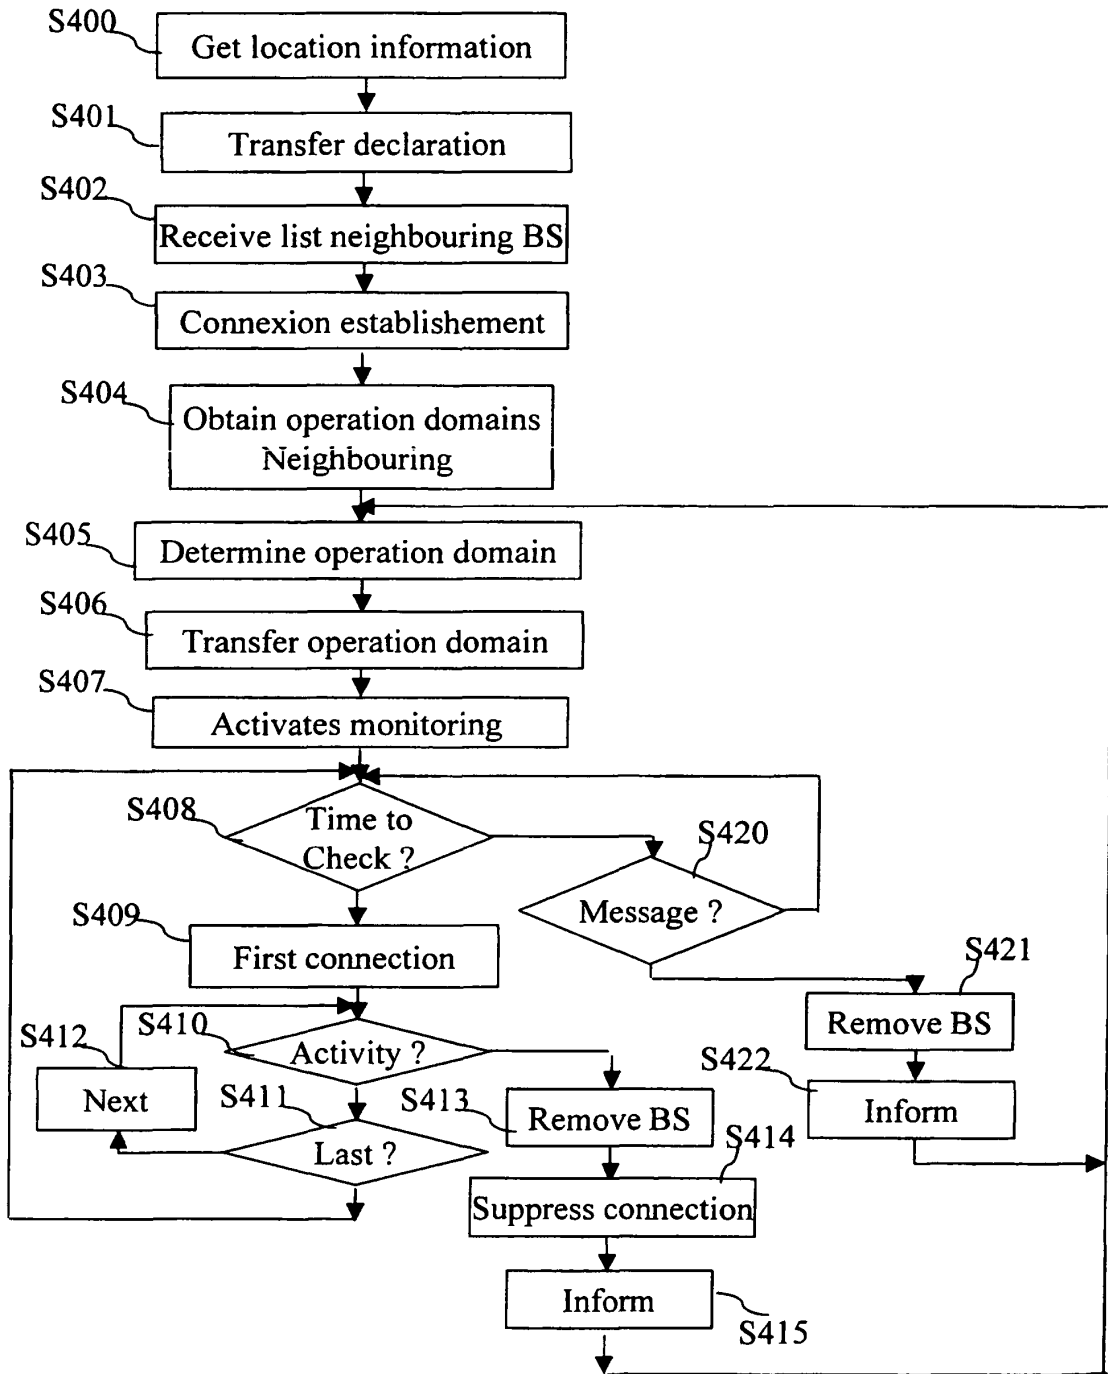 S400
Get location information
S401
Transfer declaration
S402
Receive list neighbouring BS
S403
Connexion establishement
S404
Obtain operation domains
Neighbouring
S405
Determine operation domain
S406
Transfer operation domain
S407
Activates monitoring
S408
Time to
Check ?
S420
Message ?
S409
First connection
S421
Remove BS
S410
Activity ?
S412
Next
S422
Inform
S411
Last ?
S413
Remove BS
S414
Suppress connection
Inform
S415